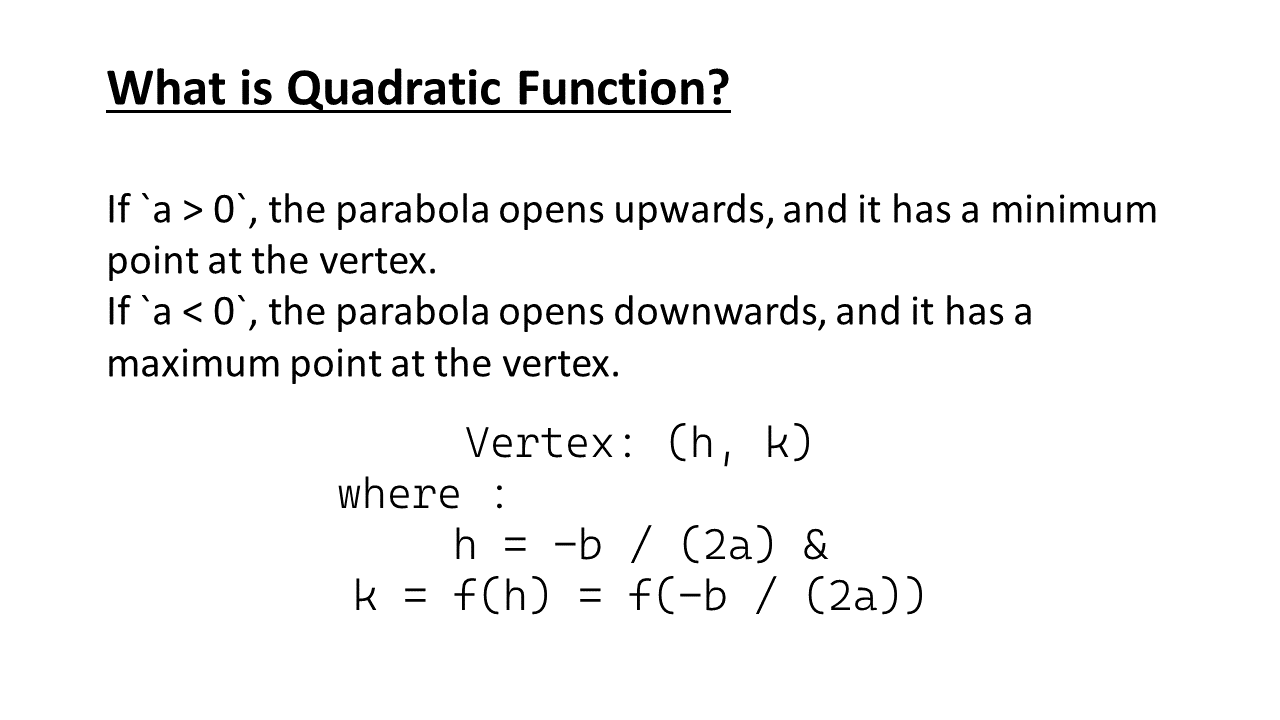 What is Quadratic Function?
If `a > 0`, the parabola opens upwards, and it has a minimum
point at the vertex.
If `a < 0`, the parabola opens downwards, and it has a
maximum point at the vertex.
Vertex: (h, k)
where :
h = −b / (2a) &
k = f(h) = f(−b / (2a))